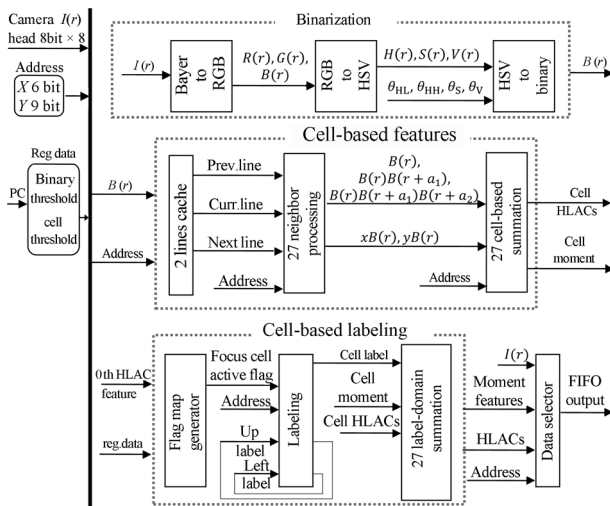 Camera I(r)
head 8bit × 8
Address
X 6 bit
Y 9 bit
Reg data
PC
Binary
threshold
cell
threshold
Binarization
I(r)
Bayer
to
RGB
R(r), G(r),
B(r)
RGB
to
HSV
H(r), S(r), V(r)
θHL, θHH, θS, θV
HSV
to
binary
B(r)
Cell-based features
B(r)
Address
2 lines cache
Prev.line
Curr.line
Next line
Address
27 neighbor
processing
B(r),
B(r)B(r + a₁),
B(r)B(r + a₁)B(r + a₂)
xB(r), yB(r)
Address
27 cell-based
summation
Cell
HLACs
Cell
moment
Cell-based labeling
0th HLAC
feature
reg.data
Flag map
generator
Focus cell
active flag
Address
Up
label
Left
label
Labeling
Cell label
Cell
moment
Cell HLACs
27 label-domain
summation
I(r)
Moment
features
HLACs
Address
Data selector
FIFO
output